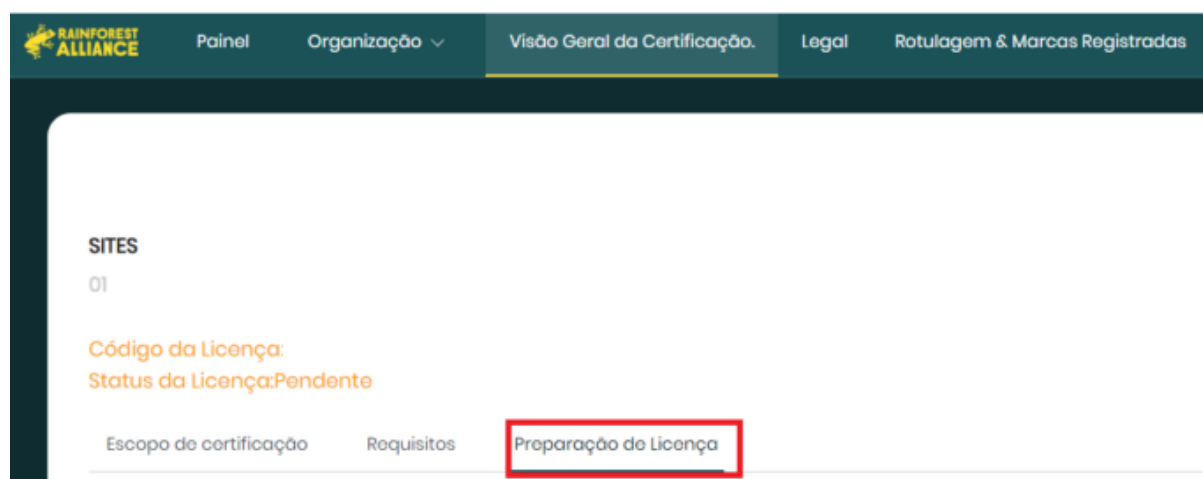 RAINFOREST
ALLIANCE
Painel Organização Visão Geral da Certificação. Legal Rotulagem & Marcas Registradas
SITES
01
Código da Licença:
Status da Licença:Pendente
Escopo de certificação Requisitos Preparação de Licença